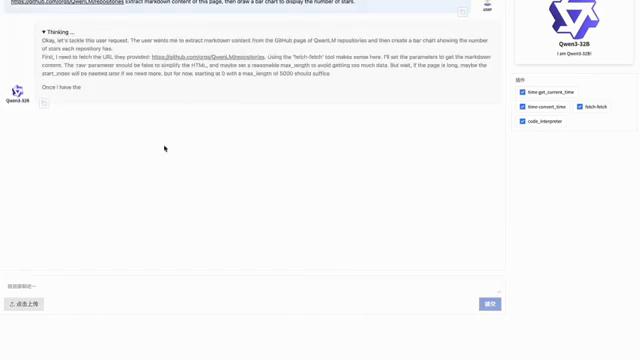 https://github.com/orgs/QwenLM/repositories extract markdown content of this page, then draw a bar chart to display the number of stars.
user
▼ Thinking ...
Okay, let's tackle this user request. The user wants me to extract markdown content from the GitHub page of QwenLM repositories and then create a bar chart showing the number
of stars each repository has.
First, I need to fetch the URL they provided: https://github.com/orgs/QwenLM/repositories. Using the 'fetch-fetch' tool makes sense here. I'll set the parameters to get the markdown
content. The raw parameter should be false to simplify the HTML, and maybe set a reasonable max_length to avoid getting too much data. But wait, if the page is long, maybe the
start_index will be needed later if we need more, but for now, starting at 0 with a max_length of 5000 should suffice
Once I have the
Qwen3-32B
点击上传
提交
Qwen3-32B
I am Qwen3-32B!
插件
time-get_current_time
time-convert_time
fetch-fetch
code_interpreter